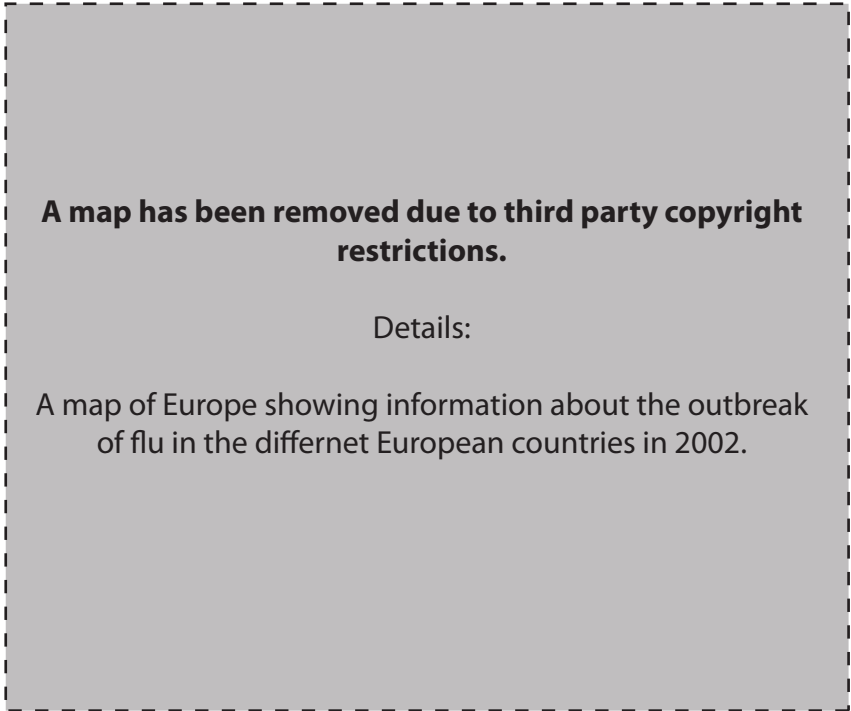 A map has been removed due to third party copyright
restrictions.
Details:
A map of Europe showing information about the outbreak
of flu in the differnet European countries in 2002.